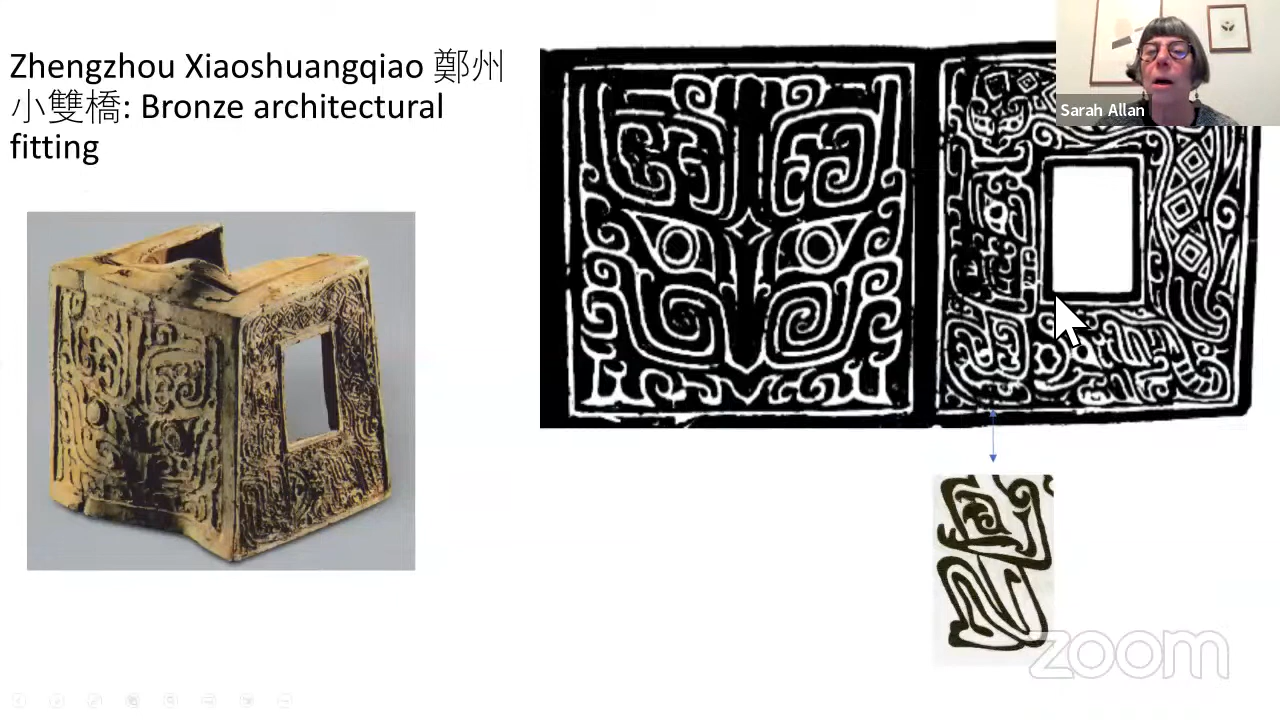 Zhengzhou Xiaoshuangqiao 鄭州
小雙橋: Bronze architectural
fitting
Sarah Allan
zoom